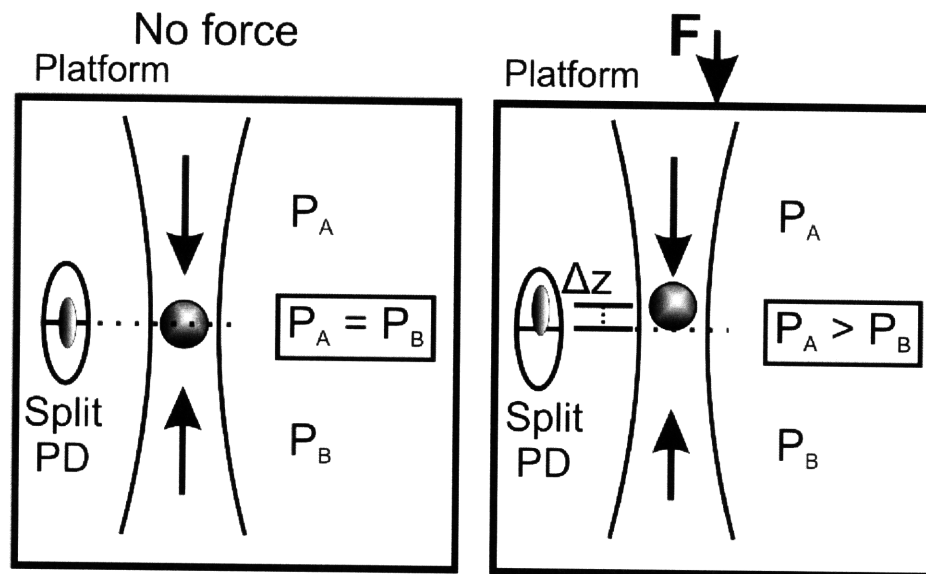 No force
Platform
P_A
P_A = P_B
Split
PD
P_B
F
Platform
P_A
Δz
P_A > P_B
Split
PD
P_B